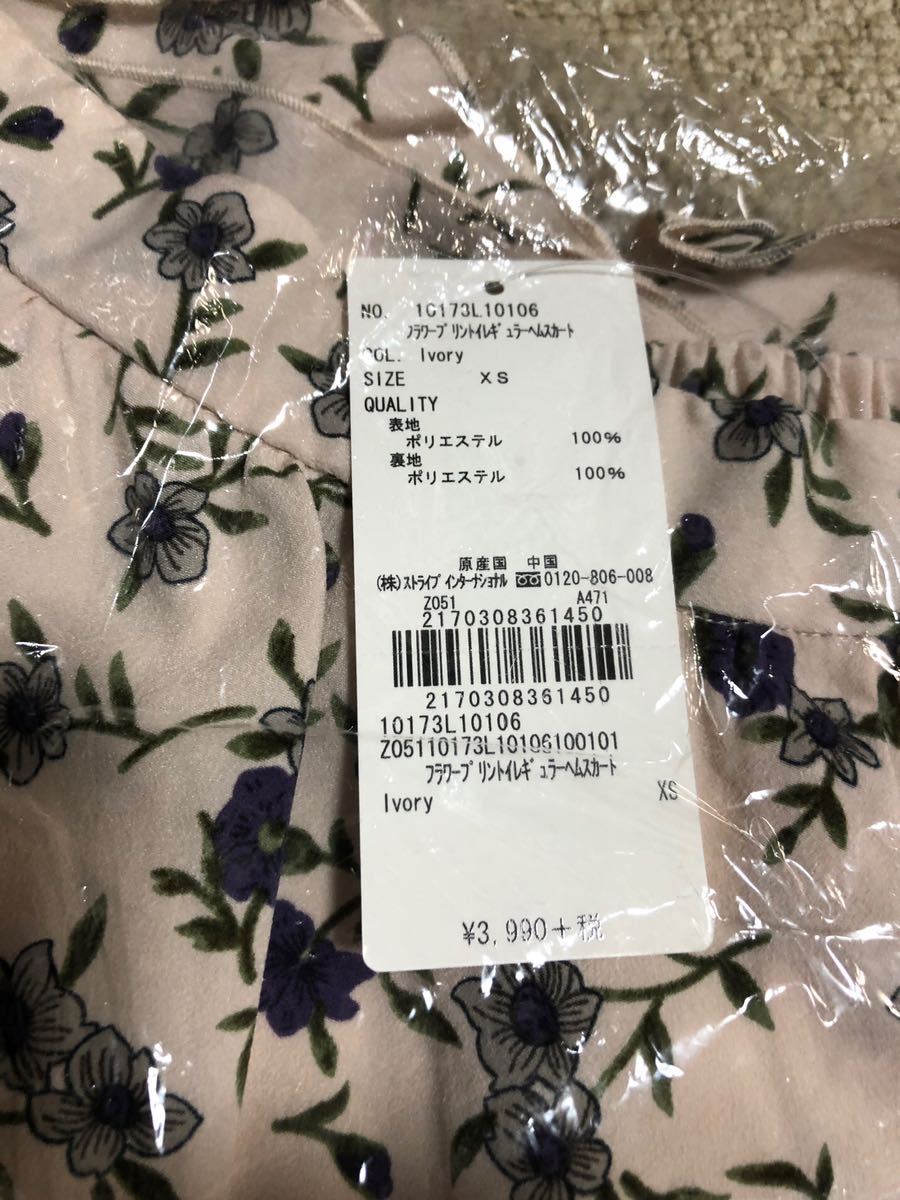 NO. 10173L10106
ﾌﾗﾜｰﾌﾟﾘﾝﾄｲﾚｷﾞｭﾗｰﾍﾑｽｶｰﾄ
COL. Ivory
SIZE XS
QUALITY
表地
ポリエステル 100%
裏地
ポリエステル 100%
原産国 中国
(株)ｽﾄﾗｲﾌﾟｲﾝﾀｰﾅｼｮﾅﾙ 0120-806-008
Z051 A471
2170308361450
2170308361450
10173L10106
Z05110173L10106100101
ﾌﾗﾜｰﾌﾟﾘﾝﾄｲﾚｷﾞｭﾗｰﾍﾑｽｶｰﾄ
Ivory XS
¥3,990+税